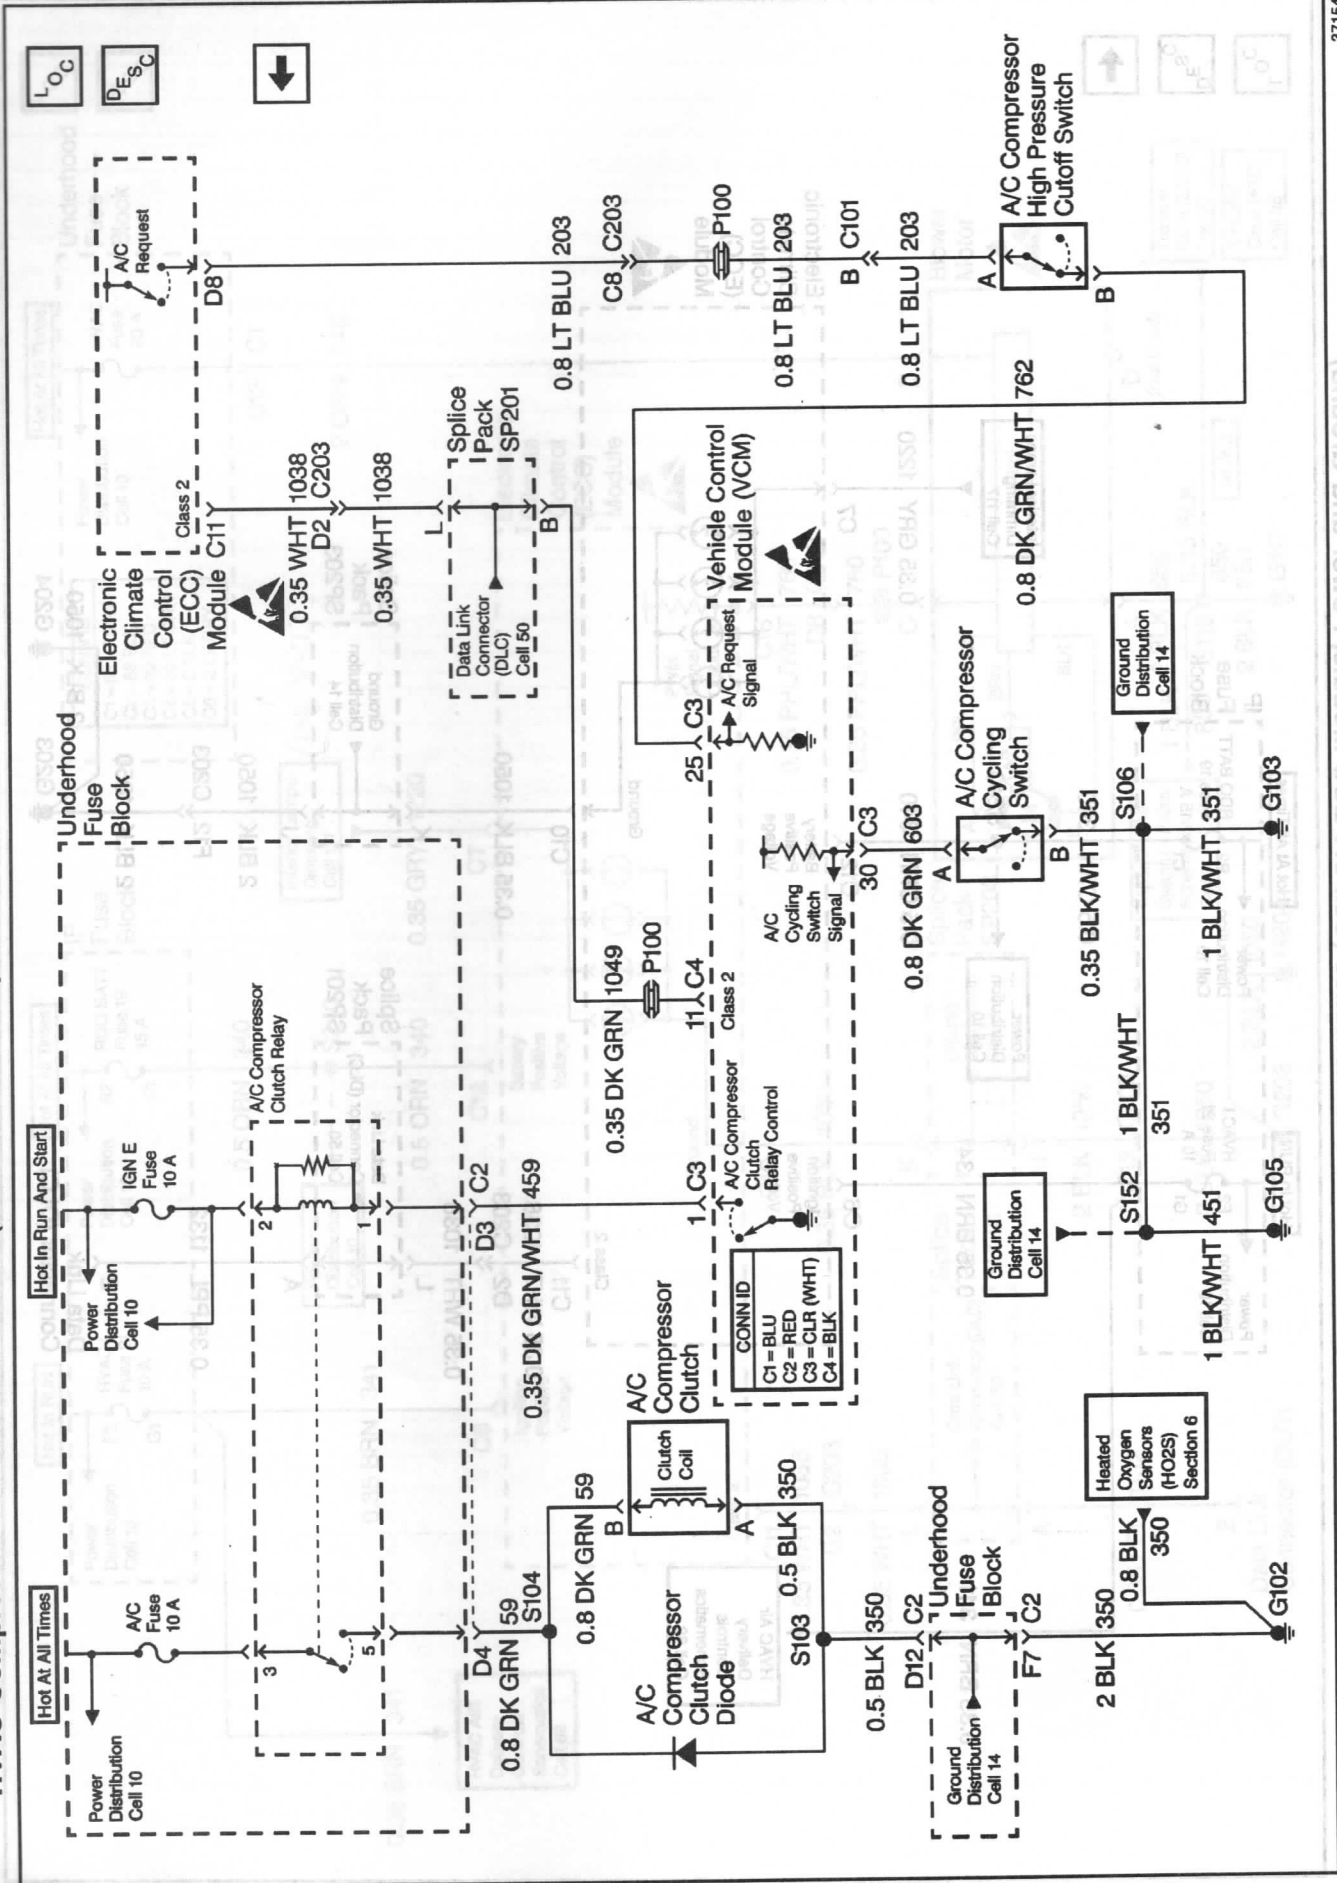 LOC
DESC
Hot At All Times
Power
Distribution
Cell 10
A/C
Fuse
10 A
Hot In Run And Start
Power
Distribution
Cell 10
IGN E
Fuse
10 A
Underhood
Fuse
Block
A/C Compressor
Clutch Relay
3
5
2
1
D4
D3
C2
0.8 DK GRN 59
S104
0.8 DK GRN 59
B
A/C
Compressor
Clutch
Clutch
Coil
A
0.5 BLK 350
A/C
Compressor
Clutch
Diode
S103
0.5 BLK 350
D12
C2
Underhood
Fuse
Block
Ground
Distribution
Cell 14
F7
C2
2 BLK 350
0.8 BLK
350
Heated
Oxygen
Sensors
(HO2S)
Section 6
G102
0.35 DK GRN/WHT 459
1
C3
A/C Compressor
Clutch
Relay Control
CONN ID
C1 = BLU
C2 = RED
C3 = CLR (WHT)
C4 = BLK
Electronic
Climate
Control
(ECC)
Module
Class 2
C11
0.35 WHT 1038
D2
C203
0.35 WHT 1038
L
Splice
Pack
SP201
Data Link
Connector
(DLC)
Cell 50
B
0.35 DK GRN 1049
P100
11
C4
Class 2
A/C
Request
D8
0.8 LT BLU 203
C8
C203
P100
0.8 LT BLU 203
B
C101
0.8 LT BLU 203
A
A/C Compressor
High Pressure
Cutoff Switch
B
0.8 DK GRN/WHT 762
25
C3
A/C Request
Signal
Vehicle Control
Module (VCM)
A/C
Cycling
Switch
Signal
30
C3
0.8 DK GRN 603
A
A/C Compressor
Cycling
Switch
B
0.35 BLK/WHT 351
S106
Ground
Distribution
Cell 14
1 BLK/WHT 351
G103
1 BLK/WHT
351
Ground
Distribution
Cell 14
S152
1 BLK/WHT 451
G105